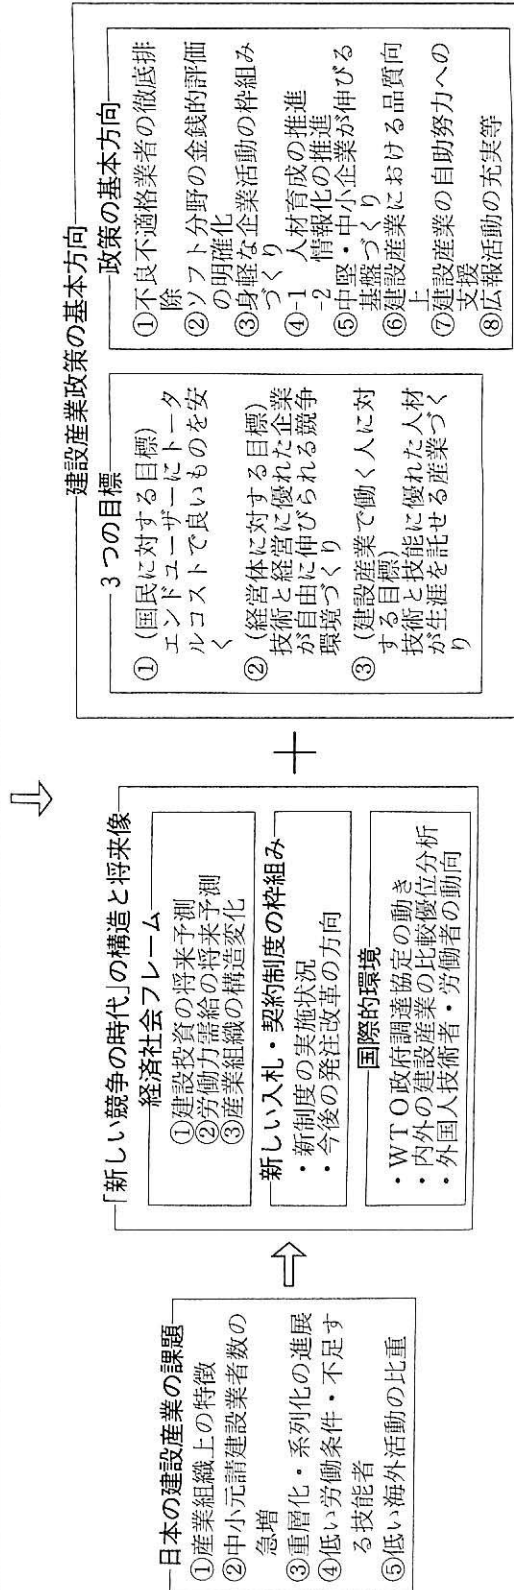 日本の建設産業の課題
①産業組織上の特徴
②中小元請建設業者数の
急増
③重層化・系列化の進展
④低い労働条件・不足す
る技能者
⑤低い海外活動の比重
「新しい競争の時代」の構造と将来像
経済社会フレーム
①建設投資の将来予測
②労働力需給の将来予測
③産業組織の構造変化
新しい入札・契約制度の枠組み
・新制度の実施状況
・今後の発注改革の方向
国際的環境
・WTO政府調達協定の動き
・内外の建設産業の比較優位分析
・外国人技術者・労働者の動向
建設産業政策の基本方向
3つの目標
① (国民に対する目標)
エンドユーザーにトータ
ルコストで良いものを安
く
② (経営体に対する目標)
技術と経営に優れた企業
が自由に伸びられる競争
環境づくり
③ (建設産業で働く人に対
する目標)
技術と技能に優れた人材
が生涯を託せる産業づく
り
政策の基本方向
①不良不適格業者の徹底排
除
②ソフト分野の金銭的評価
の明確化
③身軽な企業活動の枠組み
づくり
④-1 人材育成の推進
-2 情報化の推進
⑤中堅・中小企業が伸びる
基盤づくり
⑥建設産業における品質向
上
⑦建設産業の自助努力への
支援
⑧広報活動の充実等